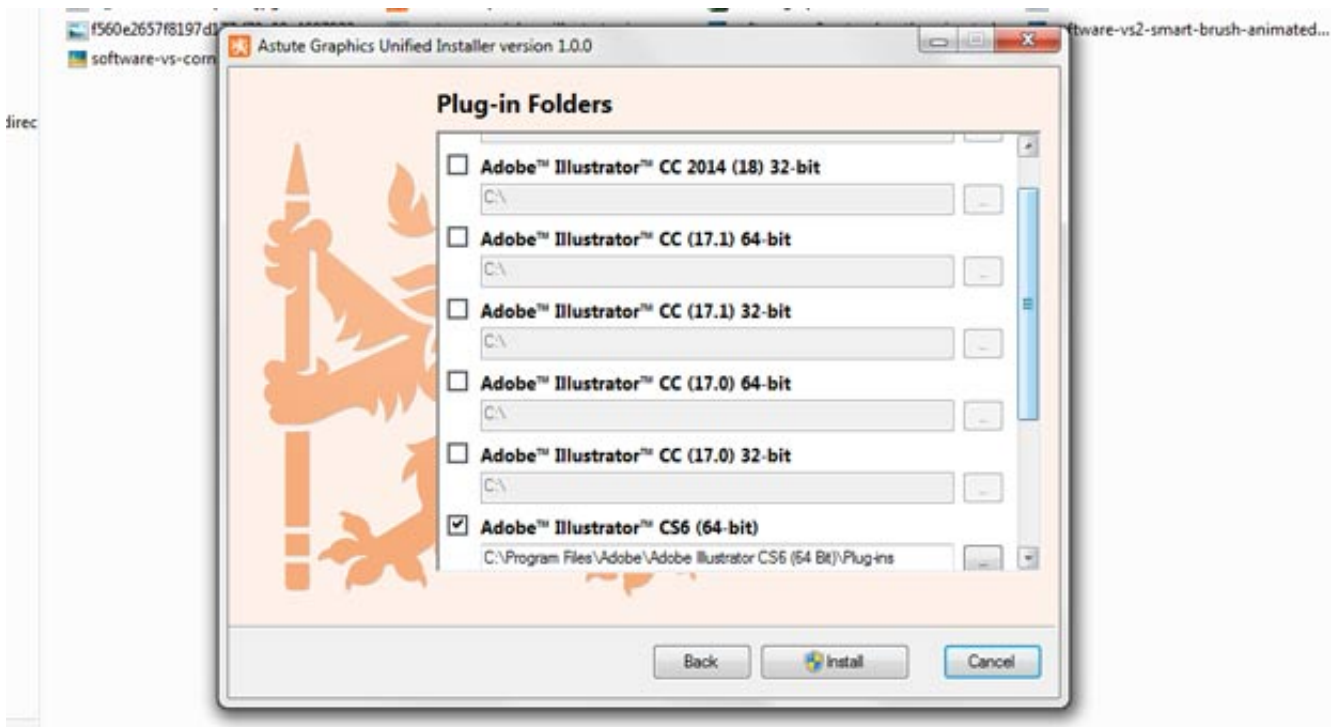 software-vs2-smart-brush-animated...
software-vs-corn
Astute Graphics Unified Installer version 1.0.0
direc
Plug-in Folders
Adobe™ Illustrator™ CC 2014 (18) 32-bit
C:\
...
Adobe™ Illustrator™ CC (17.1) 64-bit
C:\
...
Adobe™ Illustrator™ CC (17.1) 32-bit
C:\
...
Adobe™ Illustrator™ CC (17.0) 64-bit
C:\
...
Adobe™ Illustrator™ CC (17.0) 32-bit
C:\
...
Adobe™ Illustrator™ CS6 (64-bit)
C:\Program Files\Adobe\Adobe Illustrator CS6 (64 Bit)\Plug-ins
...
Back
Install
Cancel